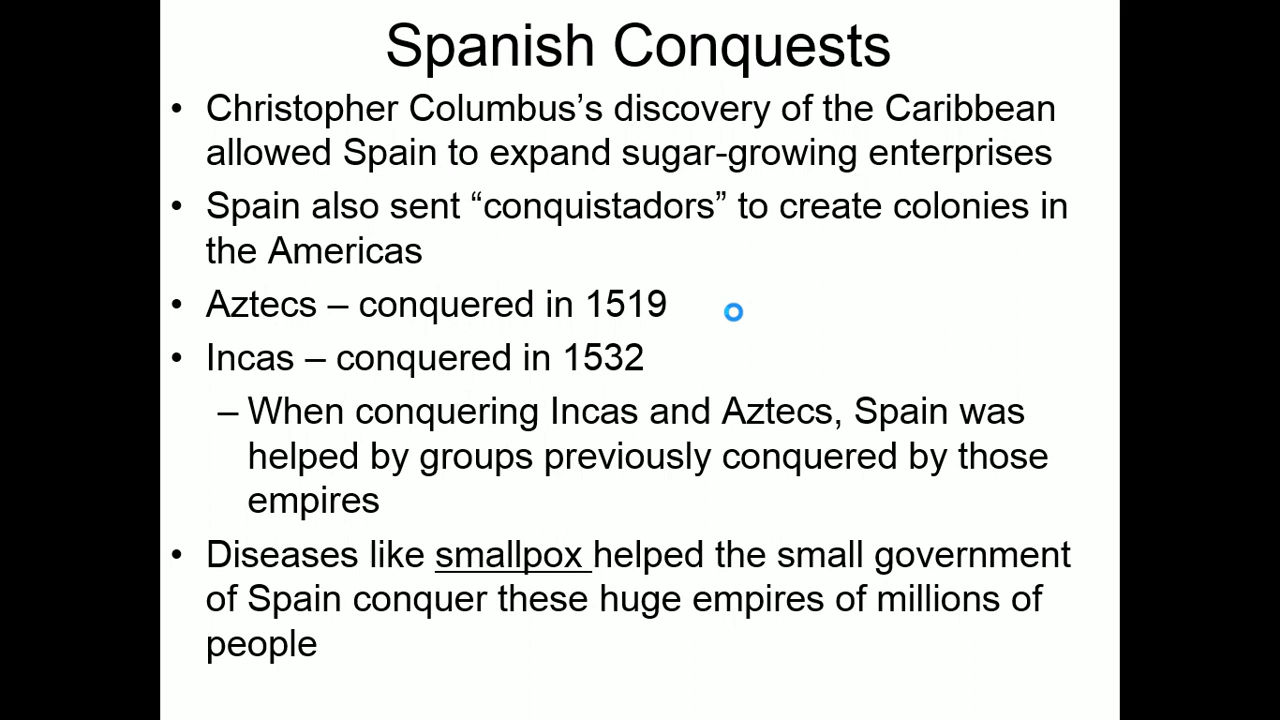 Spanish Conquests
• Christopher Columbus’s discovery of the Caribbean
allowed Spain to expand sugar-growing enterprises
• Spain also sent “conquistadors” to create colonies in
the Americas
• Aztecs – conquered in 1519
• Incas – conquered in 1532
– When conquering Incas and Aztecs, Spain was
helped by groups previously conquered by those
empires
• Diseases like smallpox helped the small government
of Spain conquer these huge empires of millions of
people